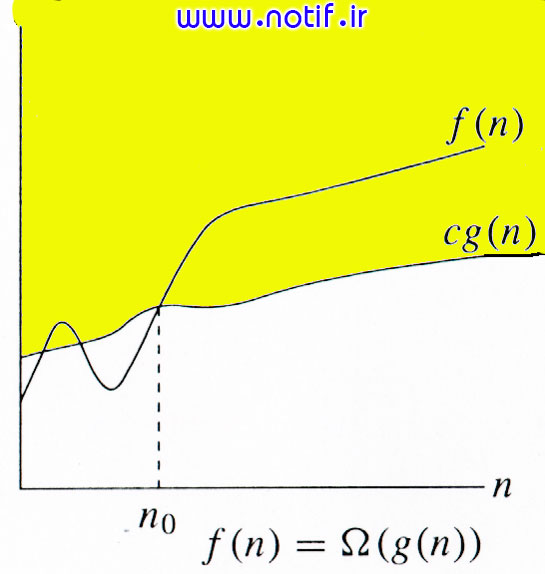 www.notif.ir
f(n)
cg(n)
n
n₀
f(n) = Ω(g(n))